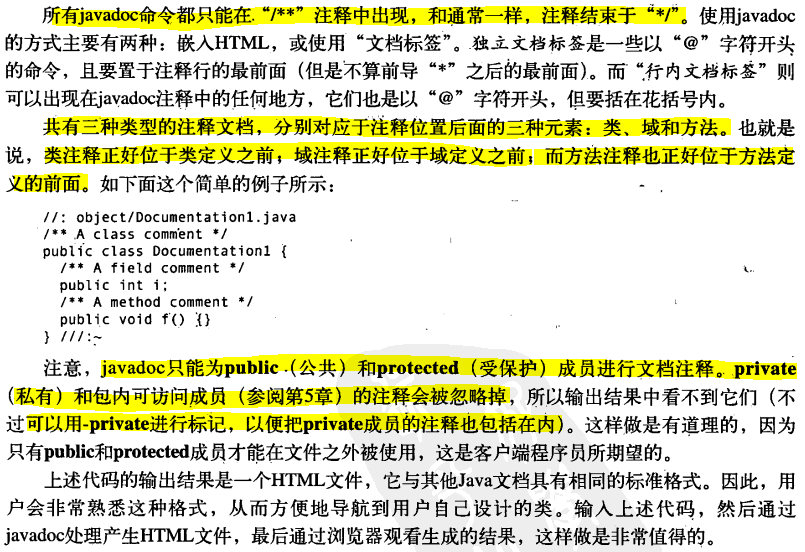 所有javadoc命令都只能在“/**”注释中出现，和通常一样，注释结束于“*/”。使用javadoc
的方式主要有两种：嵌入HTML，或使用“文档标签”。独立文档标签是一些以“@”字符开头
的命令，且要置于注释行的最前面（但是不算前导“*”之后的最前面）。而“行内文档标签”则
可以出现在javadoc注释中的任何地方，它们也是以“@”字符开头，但要括在花括号内。
共有三种类型的注释文档，分别对应于注释位置后面的三种元素：类、域和方法。也就是
说，类注释正好位于类定义之前；域注释正好位于域定义之前；而方法注释也正好位于方法定
义的前面。如下面这个简单的例子所示：
//: object/Documentation1.java
/** A class comment */
public class Documentation1 {
/** A field comment */
public int i;
/** A method comment */
public void f() {}
} ///:~
注意，javadoc只能为public（公共）和protected（受保护）成员进行文档注释。private
（私有）和包内可访问成员（参阅第5章）的注释会被忽略掉，所以输出结果中看不到它们（不
过可以用-private进行标记，以便把private成员的注释也包括在内）。这样做是有道理的，因为
只有public和protected成员才能在文件之外被使用，这是客户端程序员所期望的。
上述代码的输出结果是一个HTML文件，它与其他Java文档具有相同的标准格式。因此，用
户会非常熟悉这种格式，从而方便地导航到用户自己设计的类。输入上述代码，然后通过
javadoc处理产生HTML文件，最后通过浏览器观看生成的结果，这样做是非常值得的。